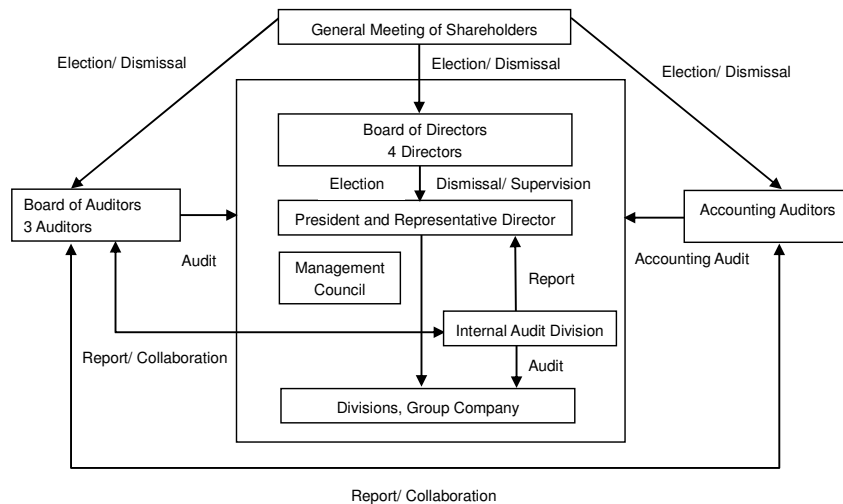 General Meeting of Shareholders
Election/ Dismissal
Election/ Dismissal
Election/ Dismissal
Board of Directors
4 Directors
Election
Dismissal/ Supervision
Board of Auditors
3 Auditors
President and Representative Director
Accounting Auditors
Audit
Management
Council
Report
Accounting Audit
Internal Audit Division
Report/ Collaboration
Audit
Divisions, Group Company
Report/ Collaboration